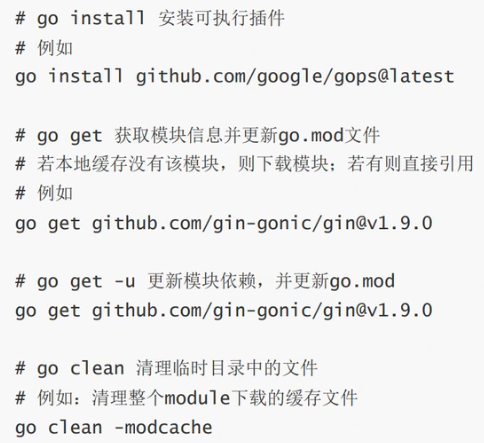 # go install 安装可执行插件
# 例如
go install github.com/google/gops@latest
# go get 获取模块信息并更新go.mod文件
# 若本地缓存没有该模块，则下载模块；若有则直接引用
# 例如
go get github.com/gin-gonic/gin@v1.9.0
# go get -u 更新模块依赖，并更新go.mod
go get github.com/gin-gonic/gin@v1.9.0
# go clean 清理临时目录中的文件
# 例如：清理整个module下载的缓存文件
go clean -modcache